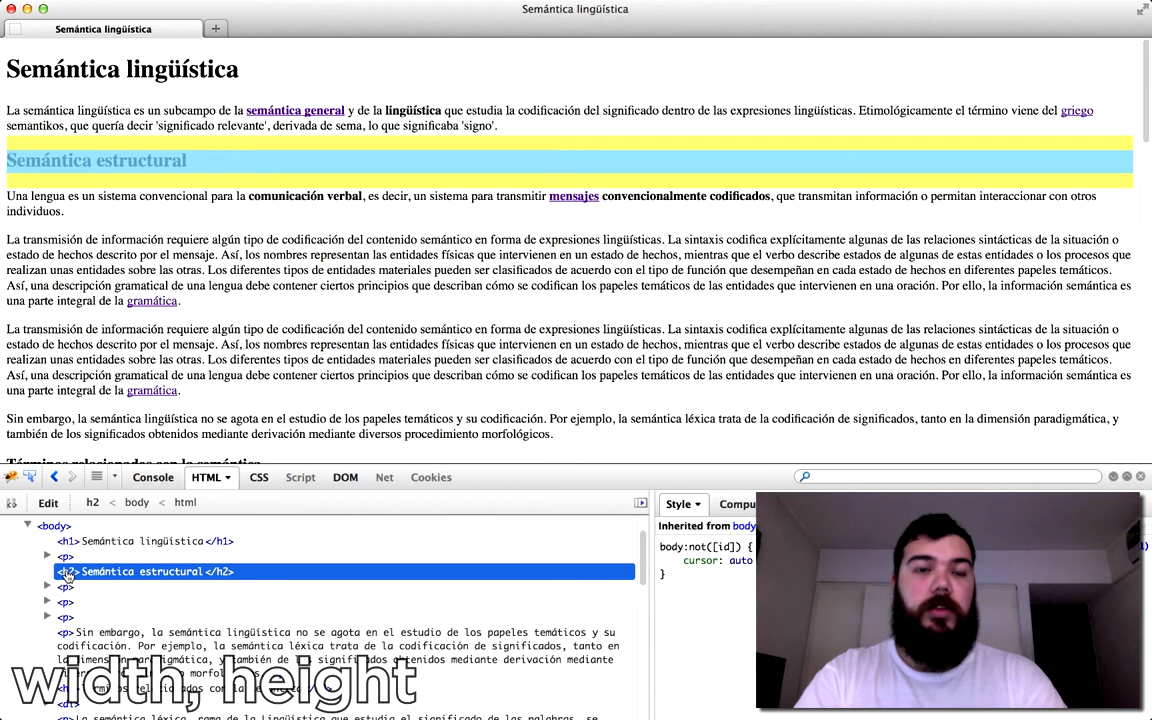 Semántica lingüística
Semántica lingüística
Semántica lingüística
La semántica lingüística es un subcampo de la semántica general y de la lingüística que estudia la codificación del significado dentro de las expresiones lingüísticas. Etimológicamente el término viene del griego
semantikos, que quería decir 'significado relevante', derivada de sema, lo que significaba 'signo'.
Semántica estructural
Una lengua es un sistema convencional para la comunicación verbal, es decir, un sistema para transmitir mensajes convencionalmente codificados, que transmitan información o permitan interaccionar con otros
individuos.
La transmisión de información requiere algún tipo de codificación del contenido semántico en forma de expresiones lingüísticas. La sintaxis codifica explícitamente algunas de las relaciones sintácticas de la situación o
estado de hechos descrito por el mensaje. Así, los nombres representan las entidades físicas que intervienen en un estado de hechos, mientras que el verbo describe estados de algunas de estas entidades o los procesos que
realizan unas entidades sobre las otras. Los diferentes tipos de entidades materiales pueden ser clasificados de acuerdo con el tipo de función que desempeñan en cada estado de hechos en diferentes papeles temáticos.
Así, una descripción gramatical de una lengua debe contener ciertos principios que describan cómo se codifican los papeles temáticos de las entidades que intervienen en una oración. Por ello, la información semántica es
una parte integral de la gramática.
La transmisión de información requiere algún tipo de codificación del contenido semántico en forma de expresiones lingüísticas. La sintaxis codifica explícitamente algunas de las relaciones sintácticas de la situación o
estado de hechos descrito por el mensaje. Así, los nombres representan las entidades físicas que intervienen en un estado de hechos, mientras que el verbo describe estados de algunas de estas entidades o los procesos que
realizan unas entidades sobre las otras. Los diferentes tipos de entidades materiales pueden ser clasificados de acuerdo con el tipo de función que desempeñan en cada estado de hechos en diferentes papeles temáticos.
Así, una descripción gramatical de una lengua debe contener ciertos principios que describan cómo se codifican los papeles temáticos de las entidades que intervienen en una oración. Por ello, la información semántica es
una parte integral de la gramática.
Sin embargo, la semántica lingüística no se agota en el estudio de los papeles temáticos y su codificación. Por ejemplo, la semántica léxica trata de la codificación de significados, tanto en la dimensión paradigmática, y
también de los significados obtenidos mediante derivación mediante diversos procedimiento morfológicos.
Términos relacionados con la semántica
Console HTML CSS Script DOM Net Cookies
Edit h2 < body < html
Style Compu
<body>
<h1>Semántica lingüística</h1>
<p>
<h2>Semántica estructural</h2>
<p>
<p>
<p>
<p>Sin embargo, la semántica lingüística no se agota en el estudio de los papeles temáticos y su
codificación. Por ejemplo, la semántica léxica trata de la codificación de significados, tanto en
la dimensión paradigmática, y también de los significados obtenidos mediante derivación mediante
Inherited from body
body:not([id]) {
cursor: auto
}
width, height